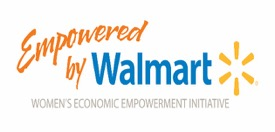 Empowered
by Walmart
WOMEN'S ECONOMIC EMPOWERMENT INITIATIVE